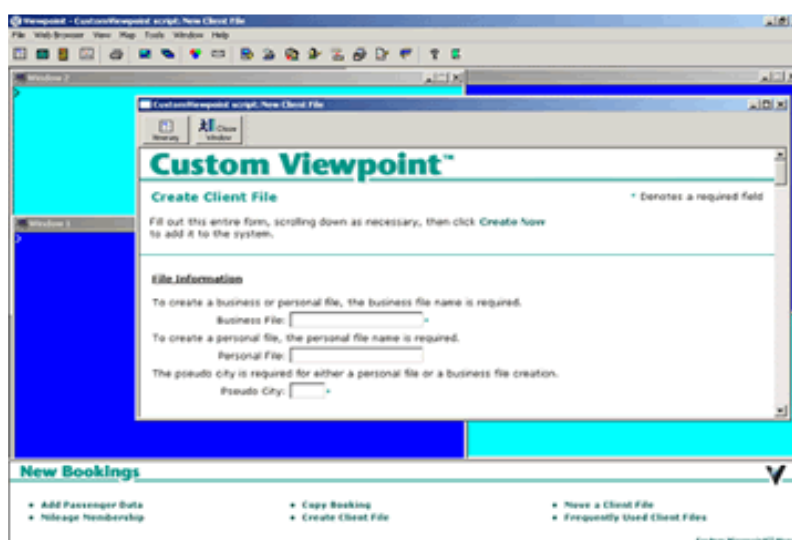 Viewpoint - CustomViewpoint script: New Client File
File Web-Browser View Map Tools Window Help
Window 2
CustomViewpoint script: New Client File
Itinerary
Close
Window
Custom Viewpoint™
Create Client File
* Denotes a required field
Fill out this entire form, scrolling down as necessary, then click Create Now
to add it to the system.
Window 1
File Information
To create a business or personal file, the business file name is required.
Business File: *
To create a personal file, the personal file name is required.
Personal File:
The pseudo city is required for either a personal file or a business file creation.
Pseudo City: *
New Bookings
• Add Passenger Data
• Copy Booking
• Move a Client File
• Mileage Membership
• Create Client File
• Frequently Used Client Files